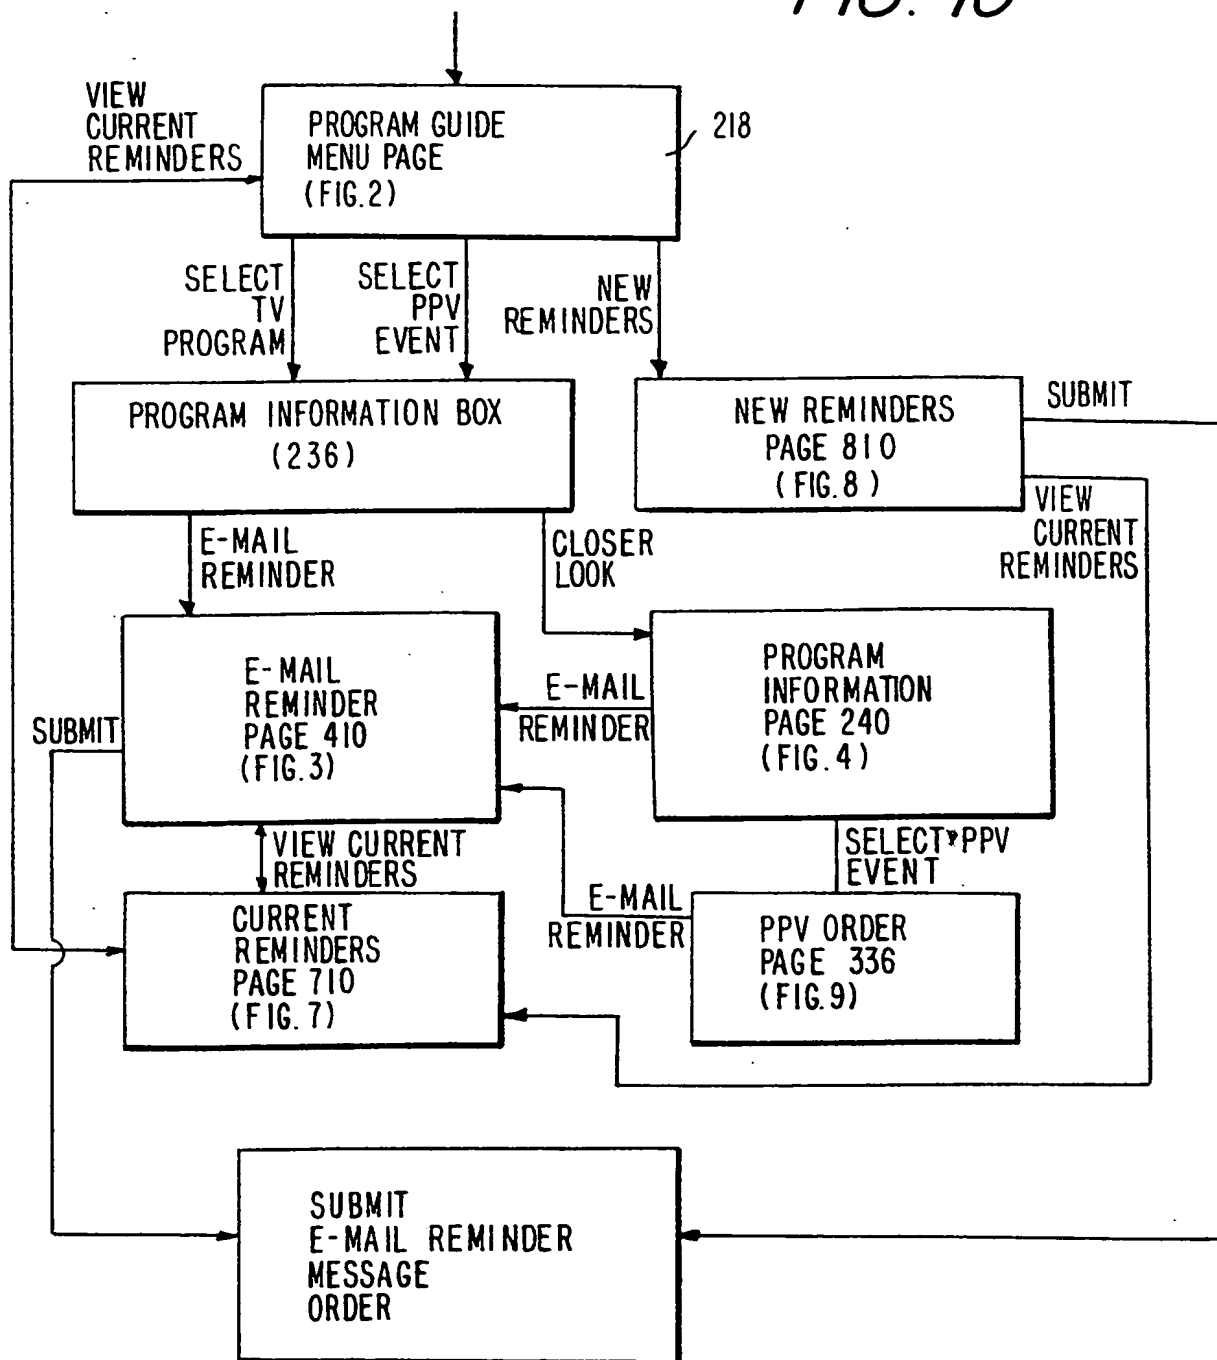 FIG. 10
VIEW
CURRENT
REMINDERS
PROGRAM GUIDE
MENU PAGE
(FIG.2)
218
SELECT
TV
PROGRAM
SELECT
PPV
EVENT
NEW
REMINDERS
PROGRAM INFORMATION BOX
(236)
NEW REMINDERS
PAGE 810
(FIG.8)
SUBMIT
VIEW
CURRENT
REMINDERS
E-MAIL
REMINDER
CLOSER
LOOK
E-MAIL
REMINDER
PAGE 410
(FIG.3)
E-MAIL
REMINDER
PROGRAM
INFORMATION
PAGE 240
(FIG.4)
SUBMIT
VIEW CURRENT
REMINDERS
SELECT PPV
EVENT
E-MAIL
REMINDER
CURRENT
REMINDERS
PAGE 710
(FIG.7)
PPV ORDER
PAGE 336
(FIG.9)
SUBMIT
E-MAIL REMINDER
MESSAGE
ORDER